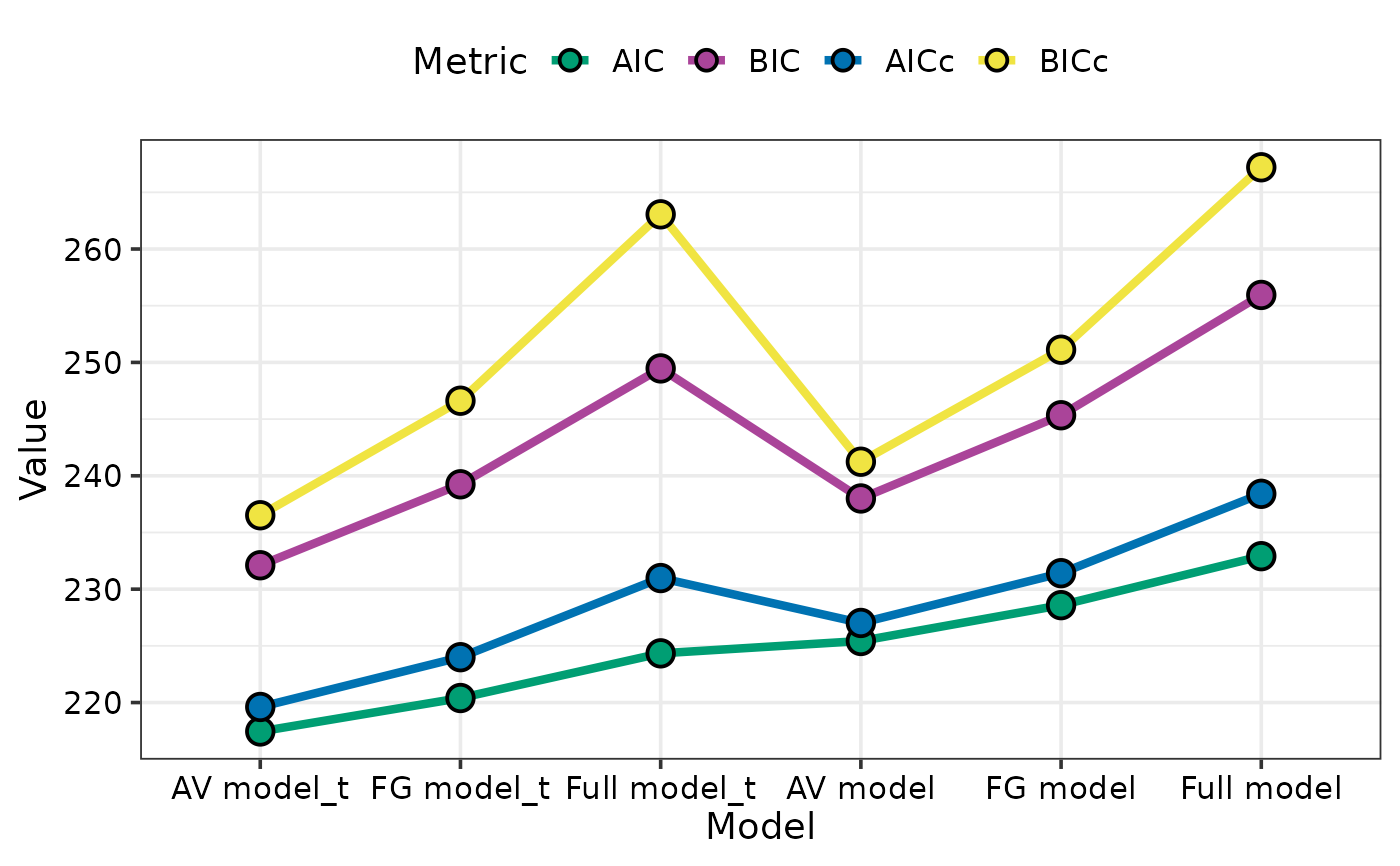 Metric AIC BIC AICc BICc
Value
260
250
240
230
220
AV model_t FG model_t Full model_t AV model FG model Full model
Model